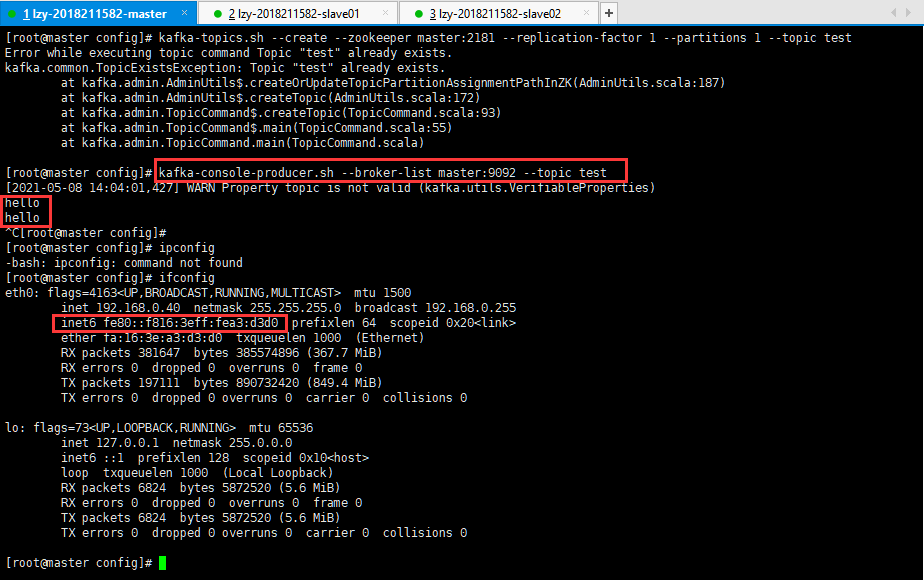 1 lzy-2018211582-master × 2 lzy-2018211582-slave01 × 3 lzy-2018211582-slave02 × +
[root@master config]# kafka-topics.sh --create --zookeeper master:2181 --replication-factor 1 --partitions 1 --topic test
Error while executing topic command Topic "test" already exists.
kafka.common.TopicExistsException: Topic "test" already exists.
at kafka.admin.AdminUtils$.createOrUpdateTopicPartitionAssignmentPathInZK(AdminUtils.scala:187)
at kafka.admin.AdminUtils$.createTopic(AdminUtils.scala:172)
at kafka.admin.TopicCommand$.createTopic(TopicCommand.scala:93)
at kafka.admin.TopicCommand$.main(TopicCommand.scala:55)
at kafka.admin.TopicCommand.main(TopicCommand.scala)
[root@master config]# kafka-console-producer.sh --broker-list master:9092 --topic test
[2021-05-08 14:04:01,427] WARN Property topic is not valid (kafka.utils.VerifiableProperties)
hello
hello
^C[root@master config]#
[root@master config]# ipconfig
-bash: ipconfig: command not found
[root@master config]# ifconfig
eth0: flags=4163<UP,BROADCAST,RUNNING,MULTICAST> mtu 1500
inet 192.168.0.40 netmask 255.255.255.0 broadcast 192.168.0.255
inet6 fe80::f816:3eff:fea3:d3d0 prefixlen 64 scopeid 0x20<link>
ether fa:16:3e:a3:d3:d0 txqueuelen 1000 (Ethernet)
RX packets 381647 bytes 385574896 (367.7 MiB)
RX errors 0 dropped 0 overruns 0 frame 0
TX packets 197111 bytes 890732420 (849.4 MiB)
TX errors 0 dropped 0 overruns 0 carrier 0 collisions 0
lo: flags=73<UP,LOOPBACK,RUNNING> mtu 65536
inet 127.0.0.1 netmask 255.0.0.0
inet6 ::1 prefixlen 128 scopeid 0x10<host>
loop txqueuelen 1000 (Local Loopback)
RX packets 6824 bytes 5872520 (5.6 MiB)
RX errors 0 dropped 0 overruns 0 frame 0
TX packets 6824 bytes 5872520 (5.6 MiB)
TX errors 0 dropped 0 overruns 0 carrier 0 collisions 0
[root@master config]#